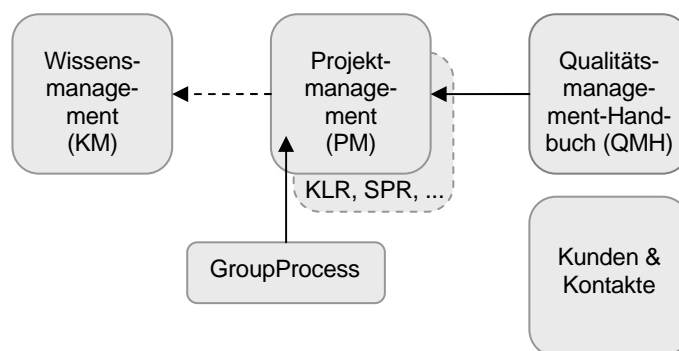 Wissens-
manage-
ment
(KM)
Projekt-
manage-
ment
(PM)
Qualitäts-
manage-
ment-Hand-
buch (QMH)
KLR, SPR, ...
GroupProcess
Kunden &
Kontakte